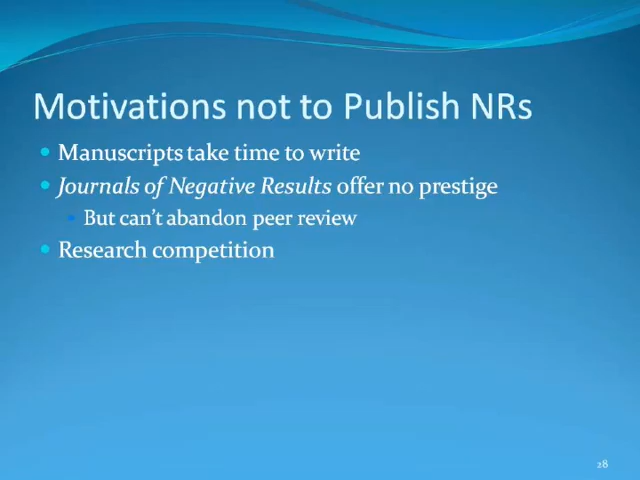 Motivations not to Publish NRs
Manuscripts take time to write
Journals of Negative Results offer no prestige
But can't abandon peer review
Research competition
28